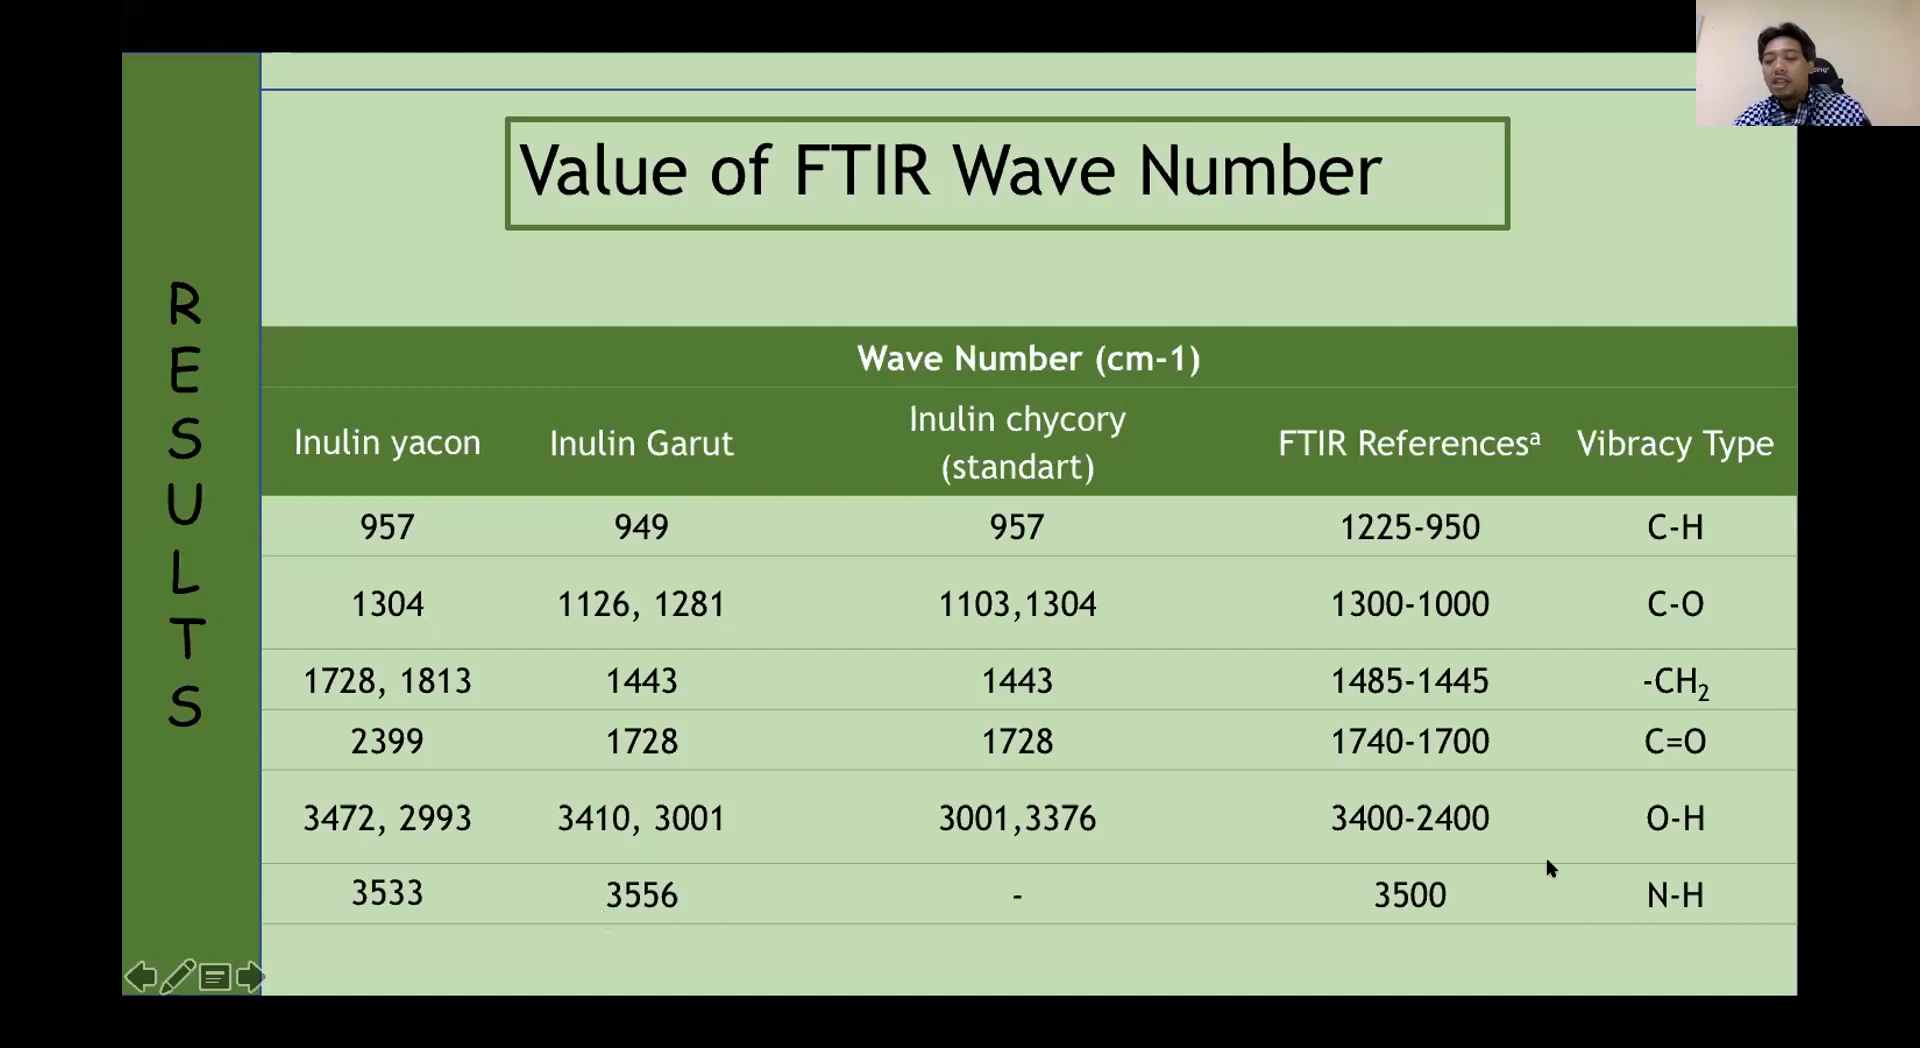 RESULTS
Value of FTIR Wave Number
Wave Number (cm-1)
Inulin yacon Inulin Garut Inulin chycory (standart) FTIR Referencesᵃ Vibracy Type
957 949 957 1225-950 C-H
1304 1126, 1281 1103,1304 1300-1000 C-O
1728, 1813 1443 1443 1485-1445 -CH₂
2399 1728 1728 1740-1700 C=O
3472, 2993 3410, 3001 3001,3376 3400-2400 O-H
3533 3556 - 3500 N-H